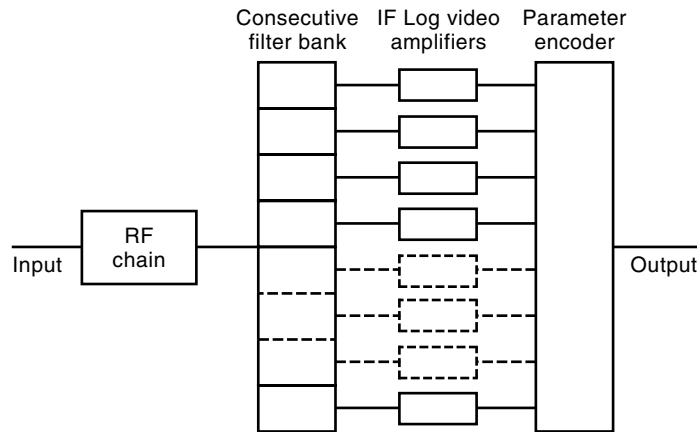 Consecutive
filter bank
IF Log video
amplifiers
Parameter
encoder
RF
chain
Input
Output